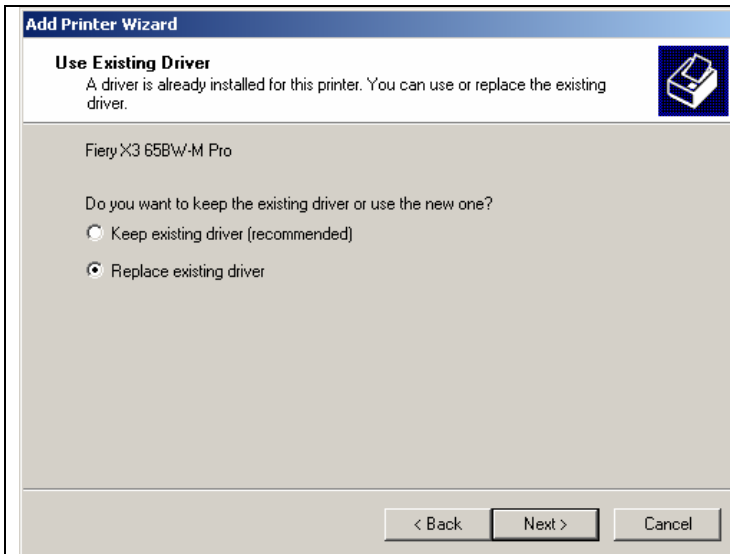 Add Printer Wizard
Use Existing Driver
A driver is already installed for this printer. You can use or replace the existing
driver.
Fiery X3 65BW-M Pro
Do you want to keep the existing driver or use the new one?
Keep existing driver (recommended)
Replace existing driver
< Back
Next >
Cancel